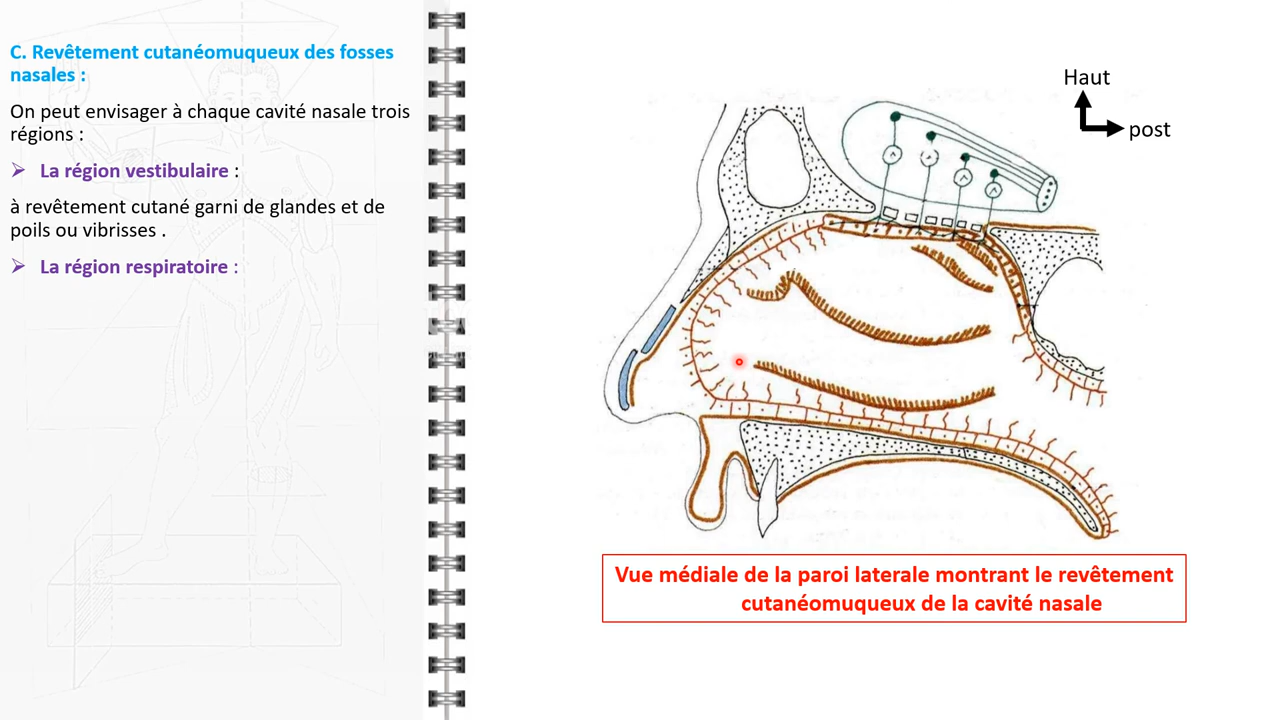 C. Revêtement cutanéomuqueux des fosses
nasales :
On peut envisager à chaque cavité nasale trois
régions :
➢ La région vestibulaire :
à revêtement cutané garni de glandes et de
poils ou vibrisses .
➢ La région respiratoire :
Haut
post
Vue médiale de la paroi laterale montrant le revêtement
cutanéomuqueux de la cavité nasale